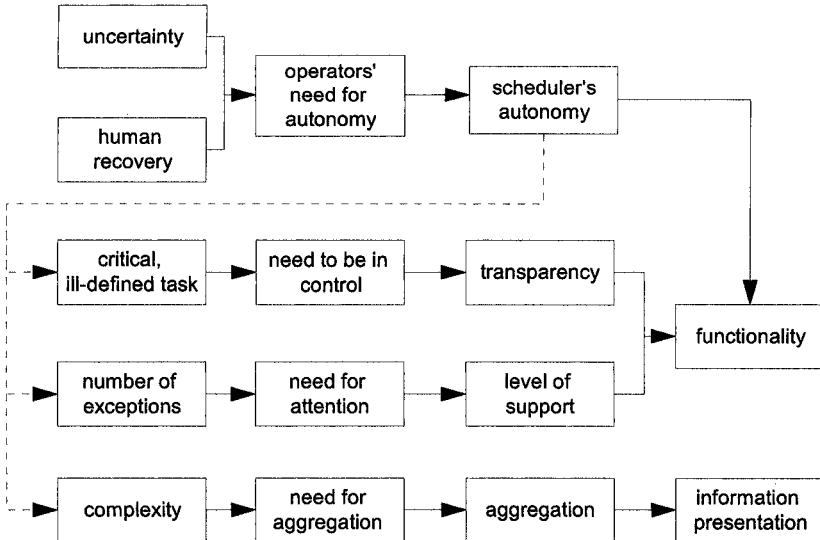 uncertainty
operators'
need for
autonomy
scheduler's
autonomy
human
recovery
critical,
ill-defined task
need to be in
control
transparency
functionality
number of
exceptions
need for
attention
level of
support
complexity
need for
aggregation
aggregation
information
presentation